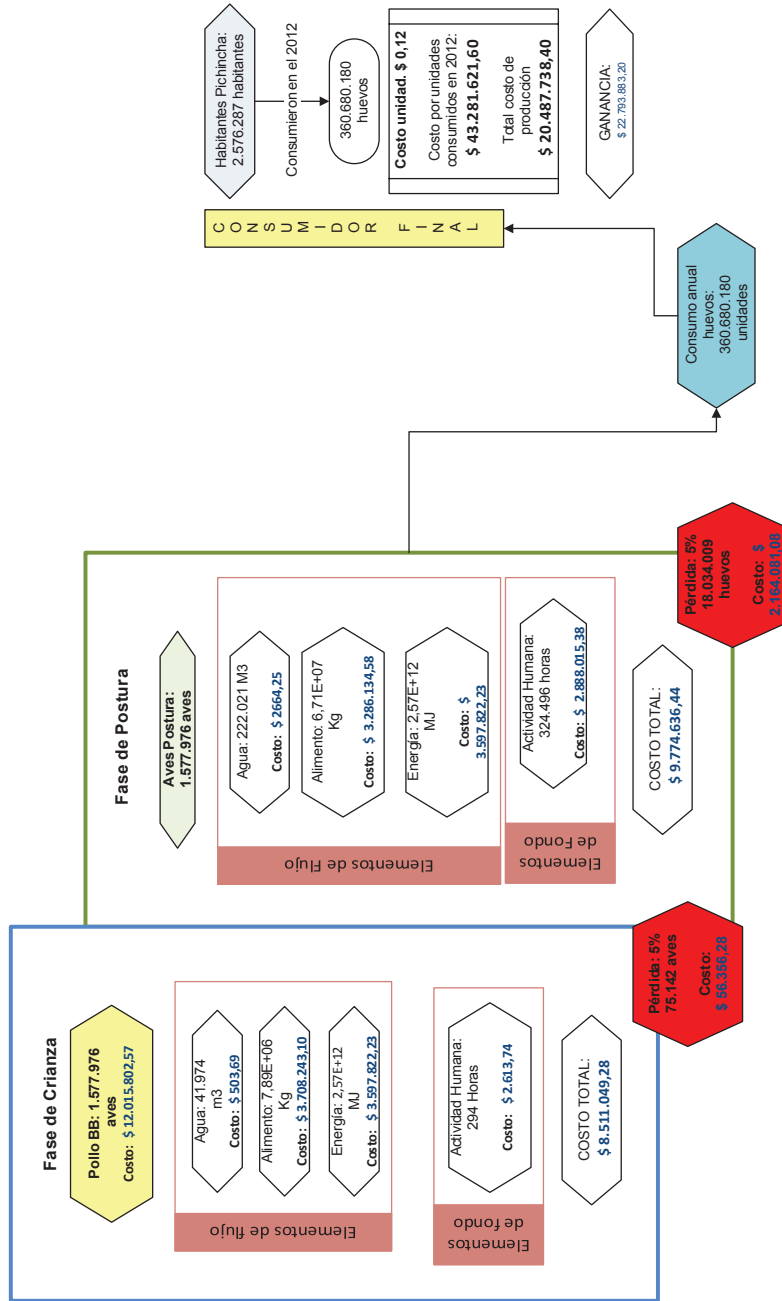 Fase de Crianza
Pollo BB: 1.577.976
aves
Costo: $ 12.015.802,57
Elementos de flujo
Agua: 41.974
m3
Costo: $ 503,69
Alimento: 7,89E+06
Kg
Costo: $ 3.708.243,10
Energía: 2,57E+12
MJ
Costo: $ 3.597.822,23
Elementos
de fondo
Actividad Humana:
294 Horas
Costo: $ 2.613,74
COSTO TOTAL:
$ 8.511.049,28
Pérdida: 5%
75.142 aves
Costo:
$ 56.356,28
Fase de Postura
Aves Postura:
1.577.976 aves
Elementos de Flujo
Agua: 222.021 M3
Costo: $ 2664,25
Alimento: 6,71E+07
Kg
Costo: $ 3.286.134,58
Energía: 2,57E+12
MJ
Costo: $
3.597.822,23
Elementos
de Fondo
Actividad Humana:
324.496 horas
Costo: $ 2.888.015,38
COSTO TOTAL:
$ 9.774.636,44
Pérdida: 5%
18.034.009
huevos
Costo: $
2.164.081,08
Consumo anual
huevos:
360.680.180
unidades
CONSUMIDOR FINAL
Habitantes Pichincha:
2.576.287 habitantes
Consumieron en el 2012
360.680.180
huevos
Costo unidad. $ 0,12
Costo por unidades
consumidos en 2012:
$ 43.281.621,60
Total costo de
producción
$ 20.487.738,40
GANANCIA:
$ 22.793.883,20